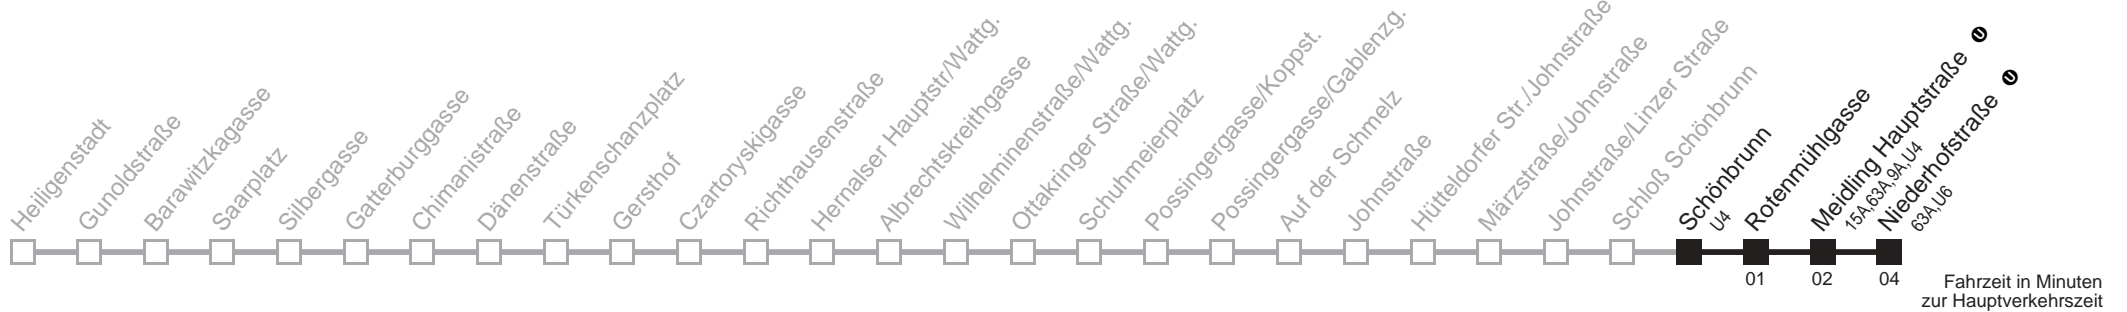 Heiligenstadt
Gunoldstraße
Barawitzkagasse
Saarplatz
Silbergasse
Gatterburggasse
Chimanistraße
Dänenstraße
Türkenschanzplatz
Gersthof
Czartoryskigasse
Richthausenstraße
Hernalser Hauptstr/Wattg.
Albrechtskreithgasse
Wilhelminenstraße/Wattg.
Ottakringer Straße/Wattg.
Schuhmeierplatz
Possingergasse/Koppst.
Possingergasse/Gablenzg.
Auf der Schmelz
Johnstraße
Hütteldorfer Str./Johnstraße
Märzstraße/Johnstraße
Johnstraße/Linzer Straße
Schloß Schönbrunn
Schönbrunn
U4
Rotenmühlgasse
Meidling Hauptstraße U
15A,63A,9A,U4
Niederhofstraße U
63A,U6
01 02 04
Fahrzeit in Minuten
zur Hauptverkehrszeit